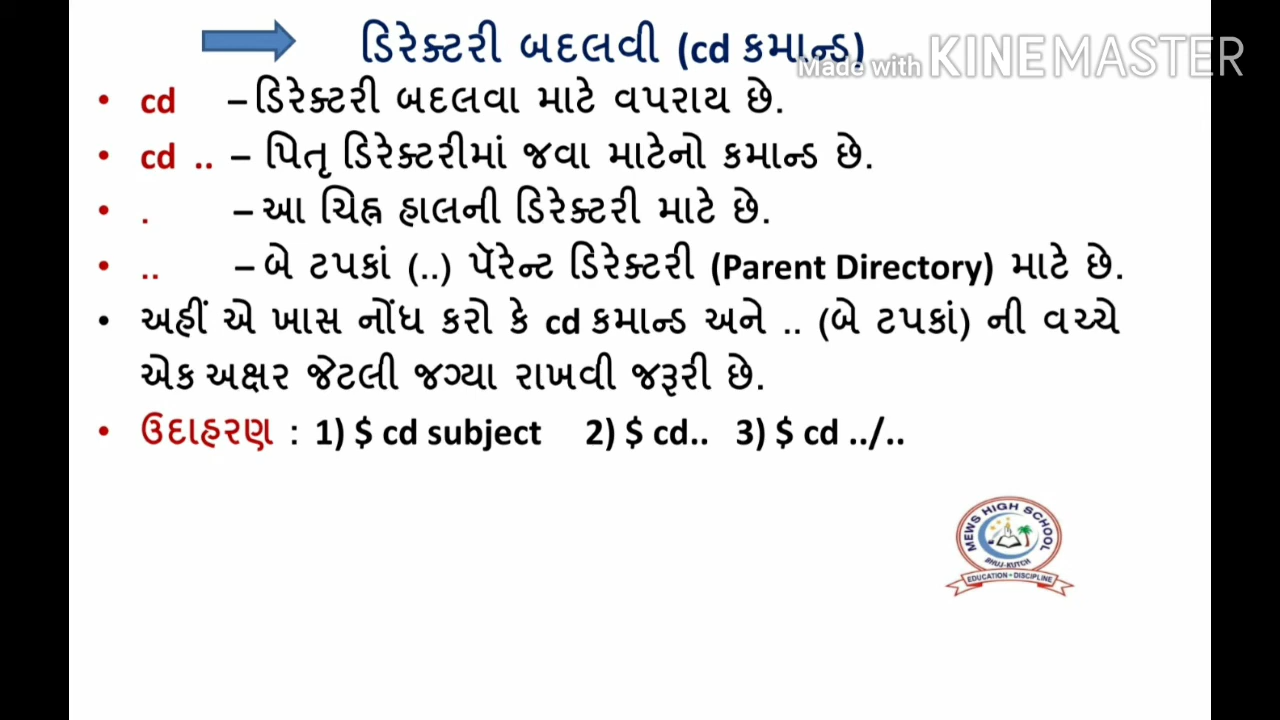 ડિરેક્ટરી બદલવી (cd કમાન્ડ)
Made with KINEMASTER
• cd – ડિરેક્ટરી બદલવા માટે વપરાય છે.
• cd .. – પિતૃ ડિરેક્ટરીમાં જવા માટેનો કમાન્ડ છે.
• . – આ ચિહ્ન હાલની ડિરેક્ટરી માટે છે.
• .. – બે ટપકાં (..) પૅરેન્ટ ડિરેક્ટરી (Parent Directory) માટે છે.
• અહીં એ ખાસ નોંધ કરો કે cd કમાન્ડ અને .. (બે ટપકાં) ની વચ્ચે
એક અક્ષર જેટલી જગ્યા રાખવી જરૂરી છે.
• ઉદાહરણ : 1) $ cd subject 2) $ cd.. 3) $ cd ../..
MEWS HIGH SCHOOL
BHUJ-KUTCH
EDUCATION - DISCIPLINE